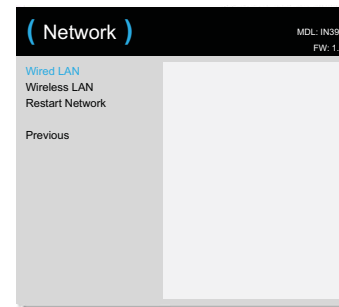 ( Network )
MDL: IN39
FW: 1.
Wired LAN
Wireless LAN
Restart Network
Previous